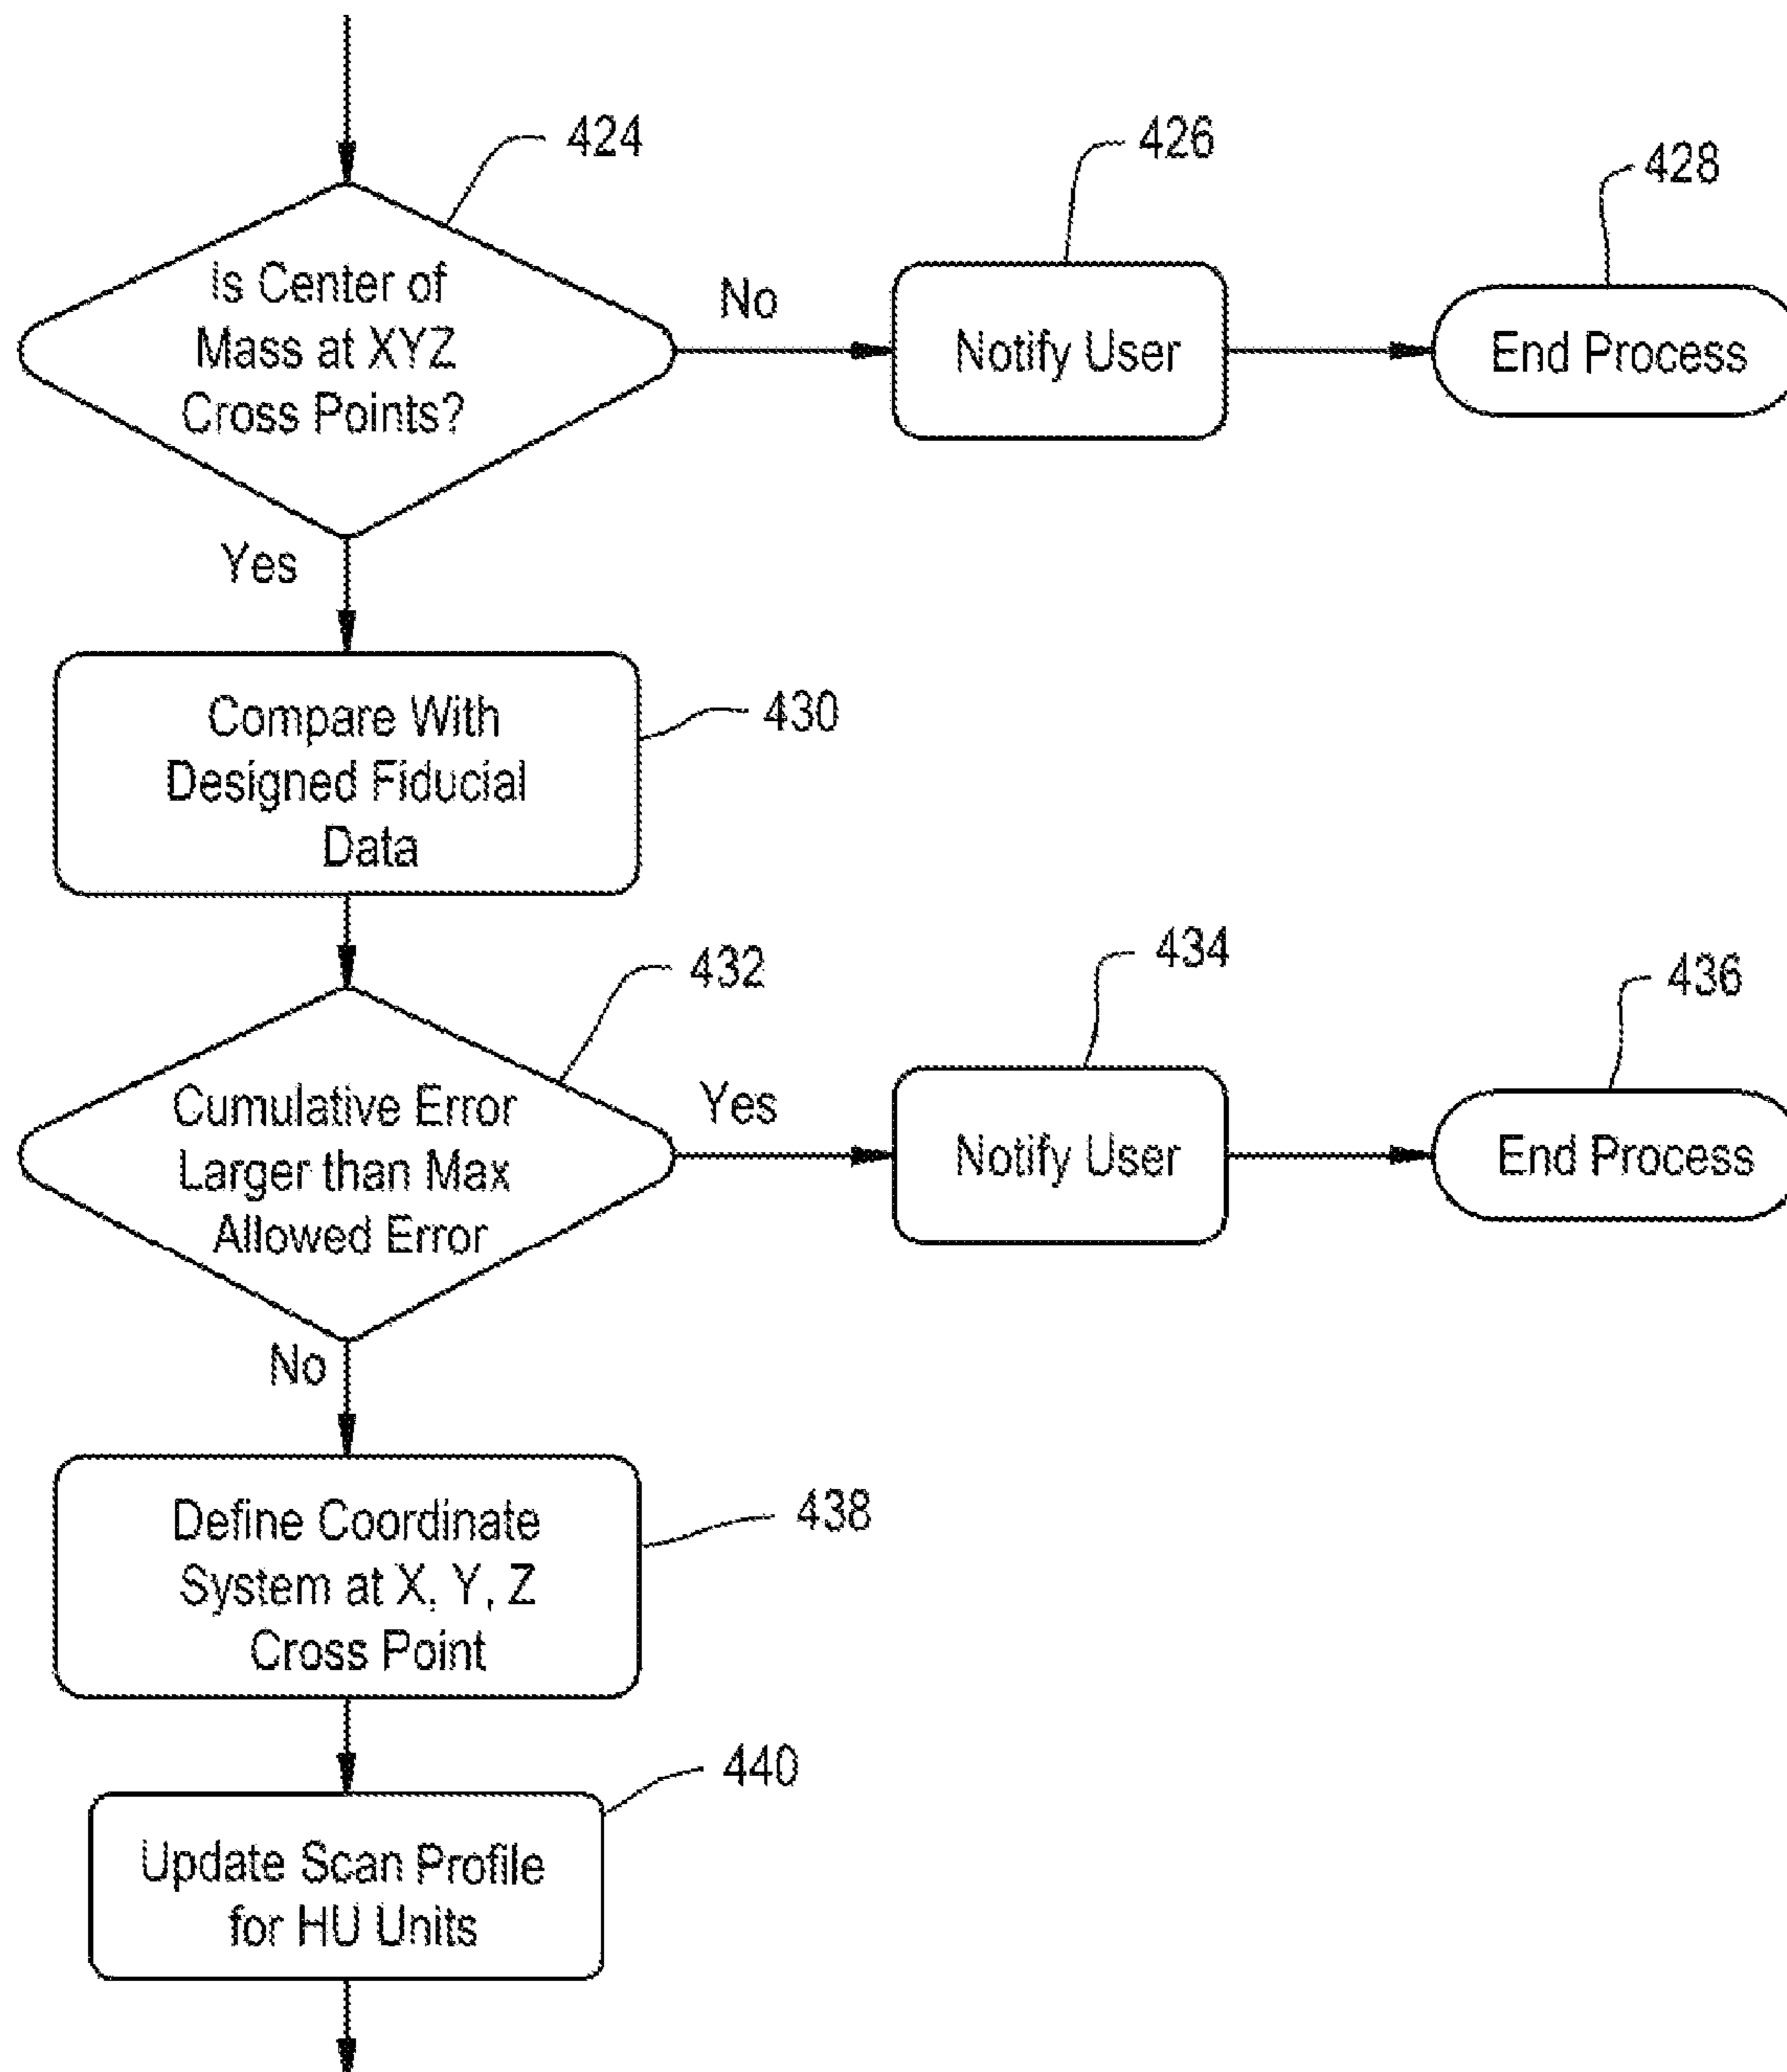 424
Is Center of
Mass at XYZ
Cross Points?
No
426
Notify User
428
End Process
Yes
430
Compare With
Designed Fiducial
Data
432
Cumulative Error
Larger than Max
Allowed Error
Yes
434
Notify User
436
End Process
No
438
Define Coordinate
System at X, Y, Z
Cross Point
440
Update Scan Profile
for HU Units